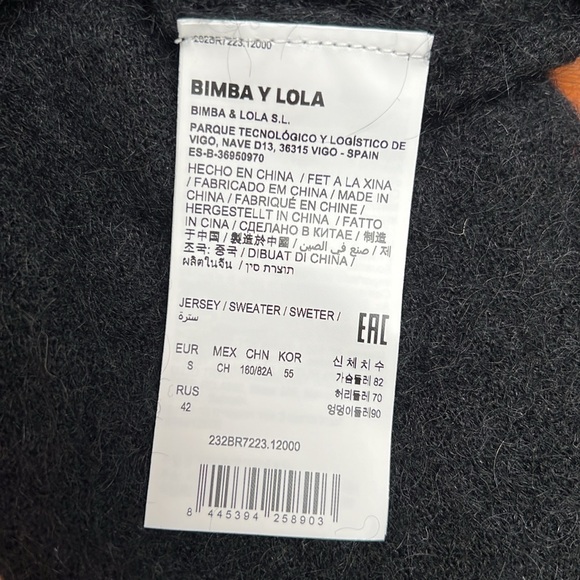 232BR7223.12000
BIMBA Y LOLA
BIMBA & LOLA S.L.
PARQUE TECNOLÓGICO Y LOGÍSTICO DE
VIGO, NAVE D13, 36315 VIGO - SPAIN
ES-B-36950970
HECHO EN CHINA / FET A LA XINA
/ FABRICADO EM CHINA / MADE IN
CHINA / FABRIQUÉ EN CHINE /
HERGESTELLT IN CHINA / FATTO
IN CINA / СДЕЛАНО В КИТАЕ / 制造
于中国 / 製造於中國 / صنع في الصين / 제
조국: 중국 / DIBUAT DI CHINA /
ผลิตในจีน / תוצרת סין /
JERSEY / SWEATER / SWETER /
سترة
EAC
EUR MEX CHN KOR 신체치수
S CH 160/82A 55 가슴둘레 82
RUS 허리둘레 70
42 엉덩이둘레90
232BR7223.12000
8 445394 258903